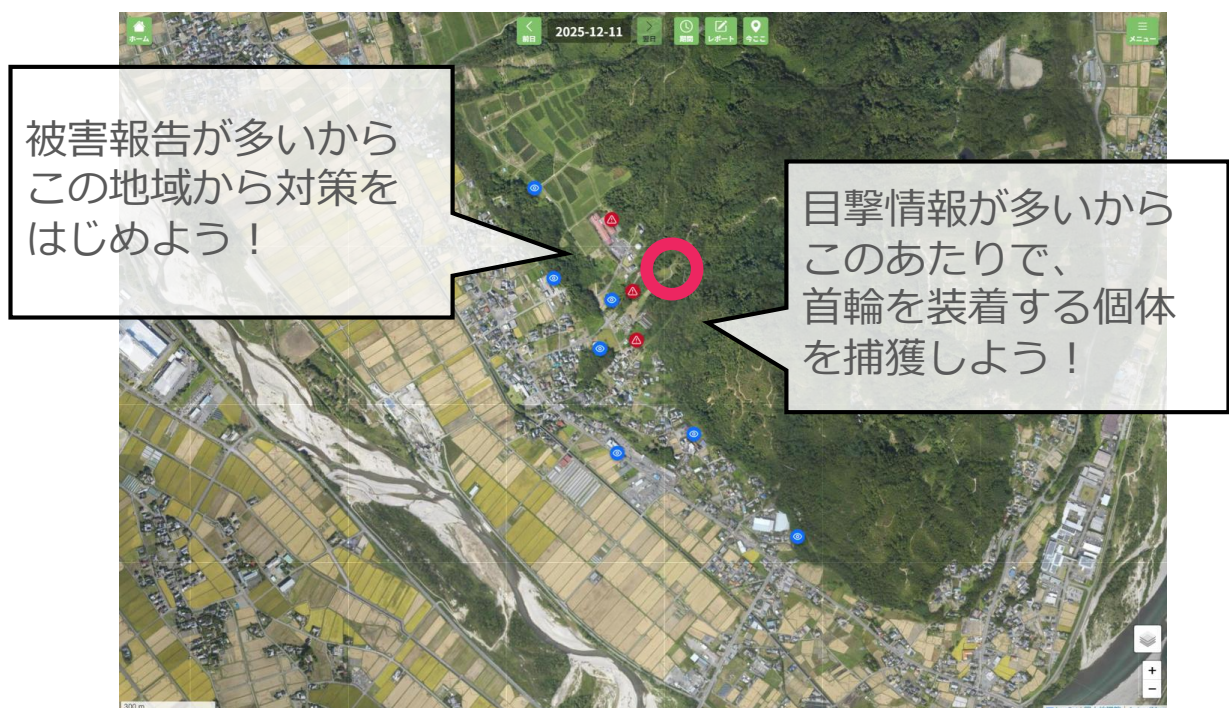 ホーム
前日
2025-12-11
翌日
期間
レポート
今ここ
メニュー
被害報告が多いから
この地域から対策を
はじめよう！
目撃情報が多いから
このあたりで、
首輪を装着する個体
を捕獲しよう！
+
−
300 m